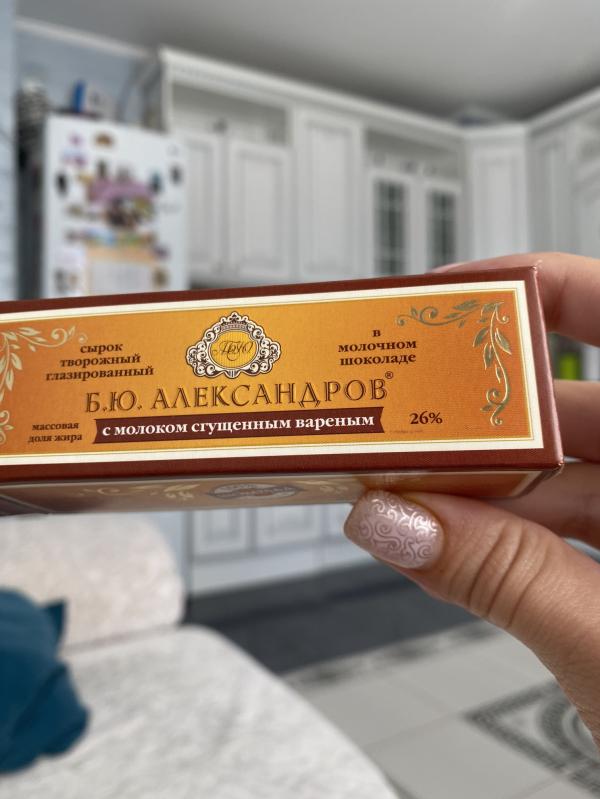 сырок
творожный
глазированный
в
молочном
шоколаде
Б.Ю. АЛЕКСАНДРОВ®
массовая
доля жира
с молоком сгущенным вареным
26%